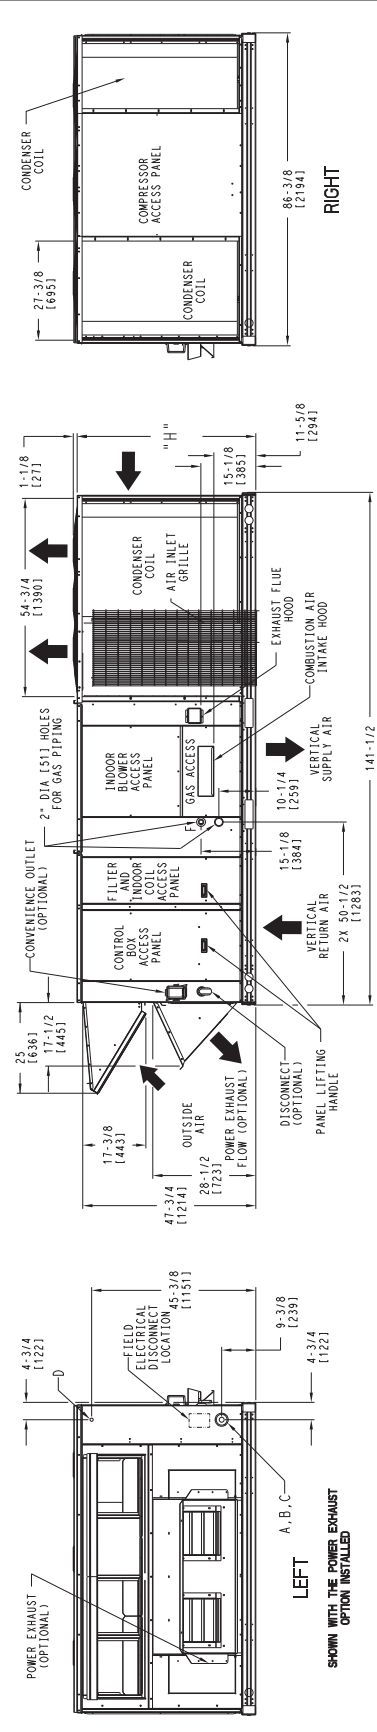 POWER EXHAUST
(OPTIONAL)
4-3/4
[122]
D
FIELD
ELECTRICAL
DISCONNECT
LOCATION
45-3/8
[1151]
9-3/8
[239]
4-3/4
[122]
A,B,C
LEFT
SHOWN WITH THE POWER EXHAUST
OPTION INSTALLED
25
[636]
17-1/2
[445]
17-3/8
[443]
47-3/4
[1214]
28-1/2
[723]
OUTSIDE
AIR
POWER EXHAUST
FLOW (OPTIONAL)
DISCONNECT
(OPTIONAL)
PANEL LIFTING
HANDLE
CONVENIENCE OUTLET
(OPTIONAL)
2" DIA [51] HOLES
FOR GAS PIPING
CONTROL
BOX
ACCESS
PANEL
FILTER
AND
INDOOR
COIL
ACCESS
PANEL
INDOOR
BLOWER
ACCESS
PANEL
GAS ACCESS
F
15-1/8
[384]
10-1/4
[259]
VERTICAL
RETURN AIR
VERTICAL
SUPPLY AIR
2X 50-1/2
[1283]
141-1/2
54-3/4
[1390]
1-1/8
[27]
CONDENSER
COIL
AIR INLET
GRILLE
EXHAUST FLUE
HOOD
COMBUSTION AIR
INTAKE HOOD
"H"
15-1/8
[385]
11-5/8
[294]
27-3/8
[695]
CONDENSER
COIL
CONDENSER
COIL
COMPRESSOR
ACCESS PANEL
86-3/8
[2194]
RIGHT